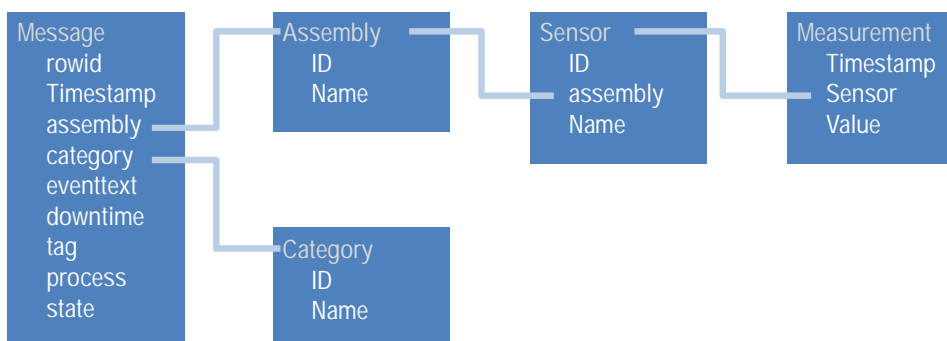 Message
rowid
Timestamp
assembly
category
eventtext
downtime
tag
process
state
Assembly
ID
Name
Category
ID
Name
Sensor
ID
assembly
Name
Measurement
Timestamp
Sensor
Value